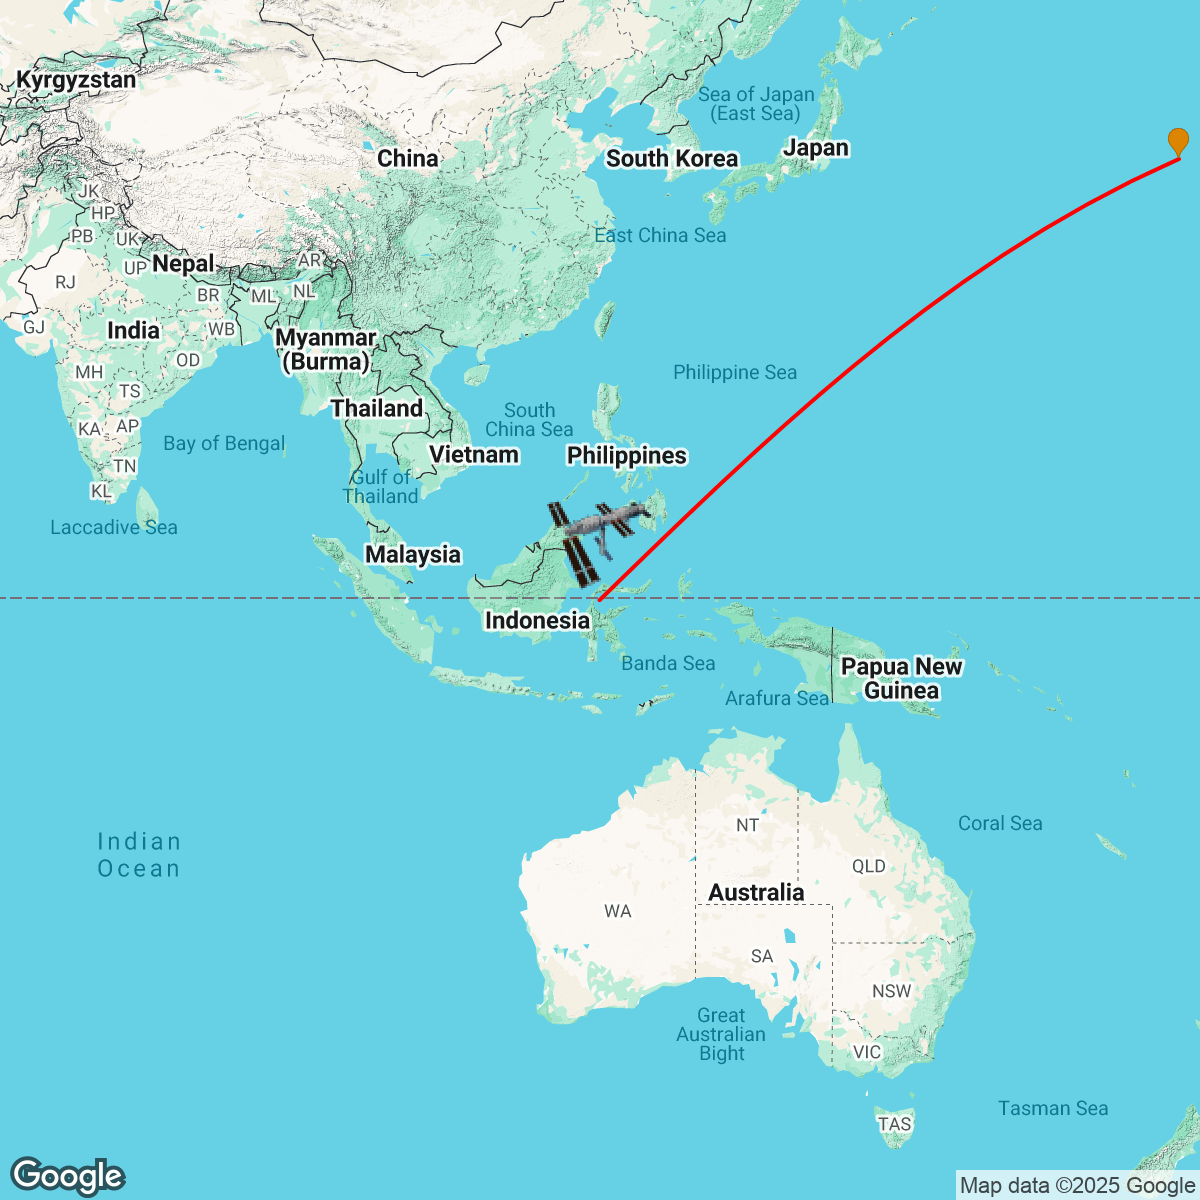 Kyrgyzstan
Sea of Japan
(East Sea)
China
South Korea
Japan
JK
HP
PB
UK
East China Sea
Nepal
AR
UP
RJ
BR
ML
NL
GJ
India
WB
Myanmar
(Burma)
OD
MH
Philippine Sea
TS
Thailand
South
China Sea
KA
AP
Bay of Bengal
Vietnam
Philippines
TN
Gulf of
Thailand
KL
Laccadive Sea
Malaysia
Indonesia
Banda Sea
Papua New
Guinea
Arafura Sea
NT
Coral Sea
Indian
Ocean
QLD
Australia
WA
SA
NSW
Great
Australian
Bight
VIC
Tasman Sea
TAS
Google
Map data ©2025 Google